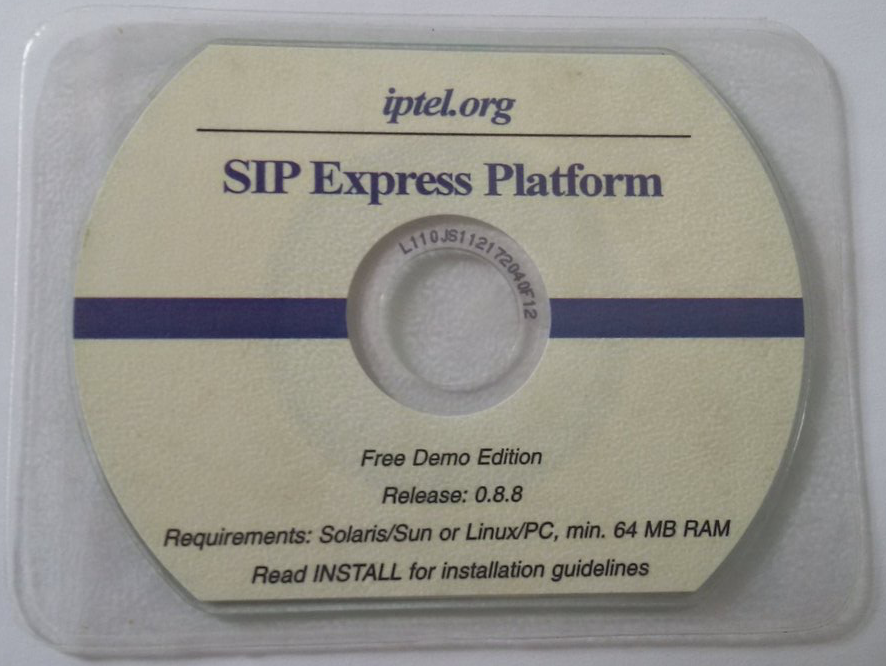 iptel.org
SIP Express Platform
L110JS112172040F12
Free Demo Edition
Release: 0.8.8
Requirements: Solaris/Sun or Linux/PC, min. 64 MB RAM
Read INSTALL for installation guidelines